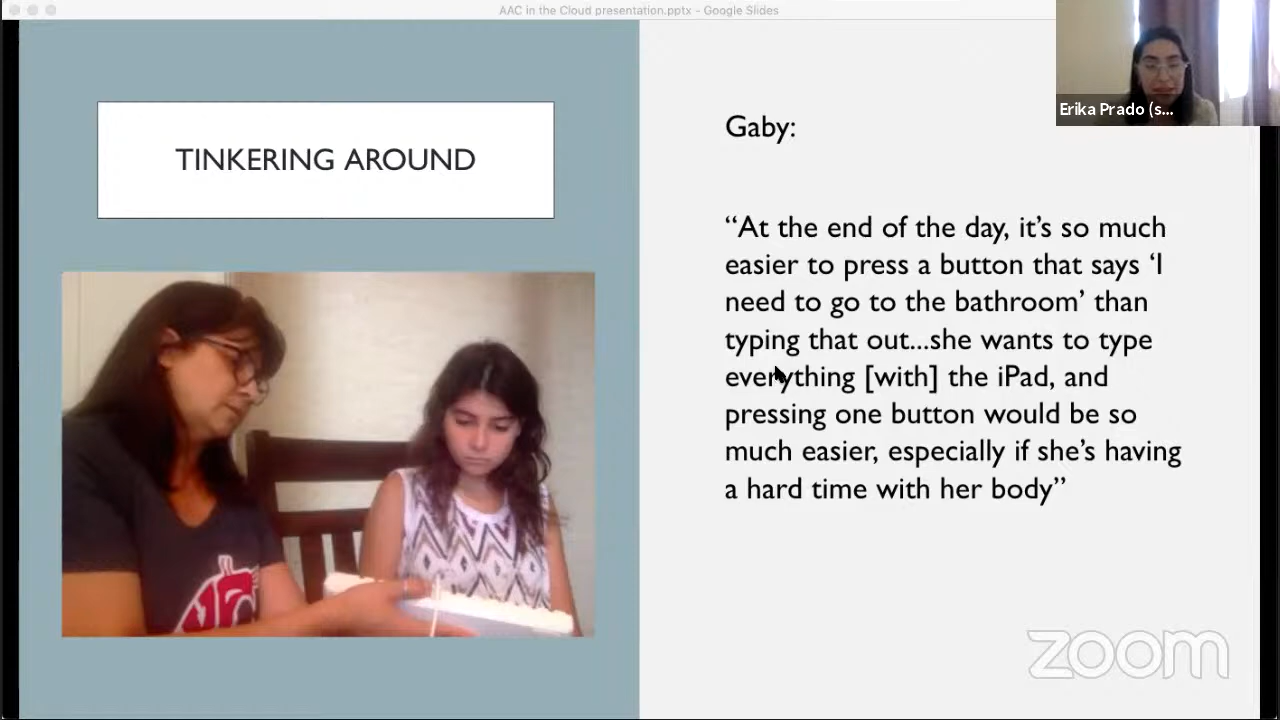 AAC in the Cloud presentation.pptx - Google Slides
Erika Prado (s...
TINKERING AROUND
Gaby:
“At the end of the day, it’s so much
easier to press a button that says ‘I
need to go to the bathroom’ than
typing that out...she wants to type
everything [with] the iPad, and
pressing one button would be so
much easier, especially if she’s having
a hard time with her body”
zoom